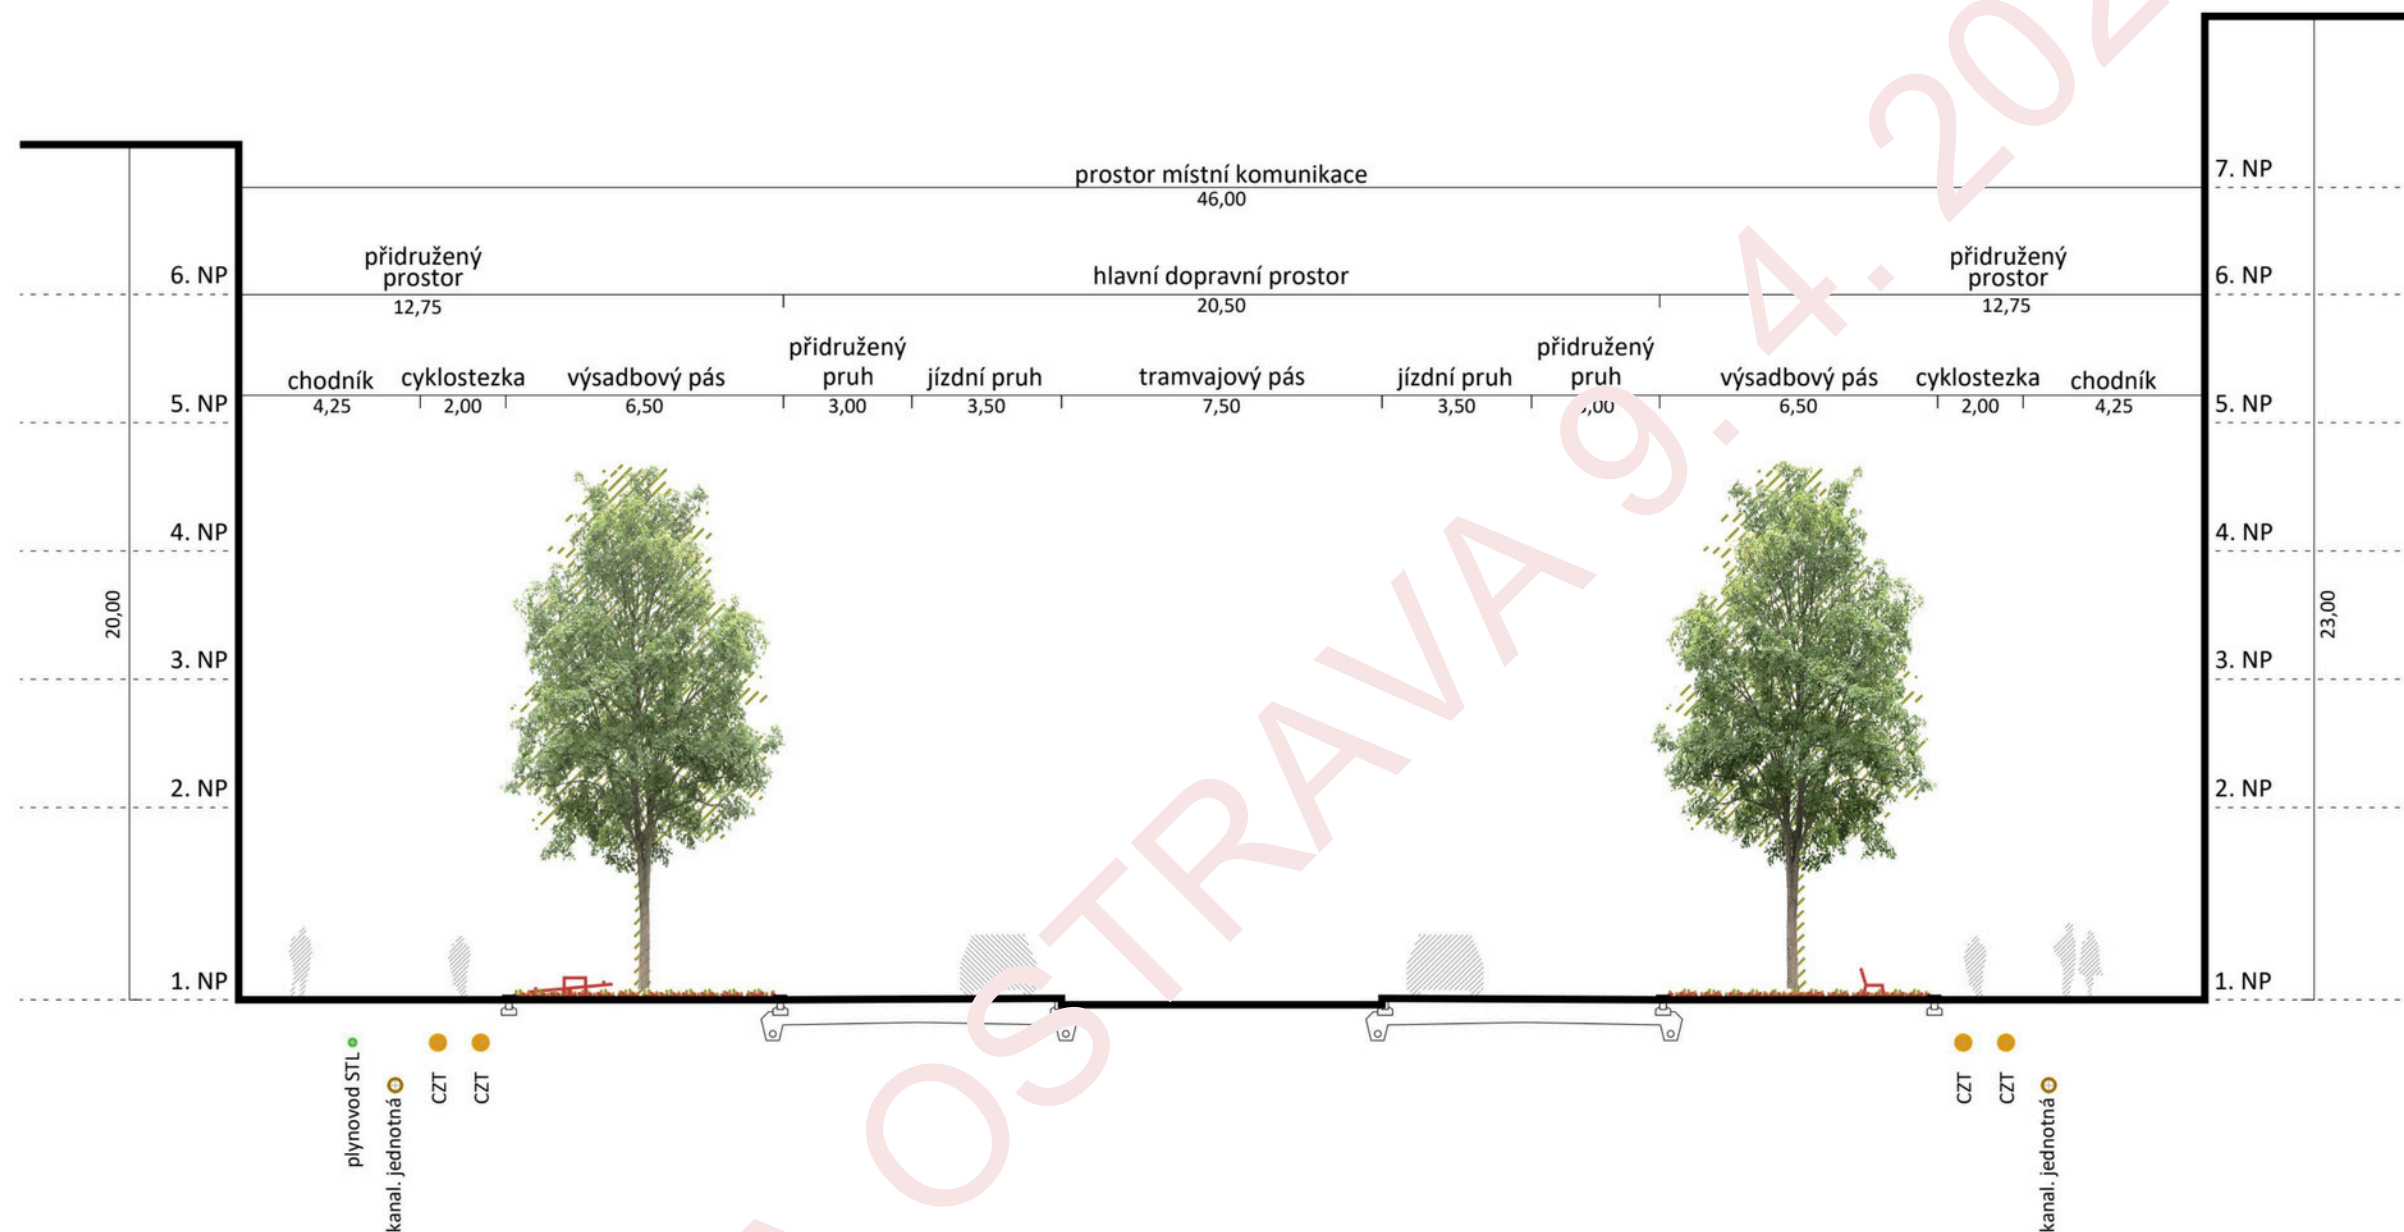 prostor místní komunikace
46,00
7. NP
přidružený
prostor
12,75
hlavní dopravní prostor
20,50
přidružený
prostor
12,75
6. NP
6. NP
chodník
4,25
cyklostezka
2,00
výsadbový pás
6,50
přidružený
pruh
3,00
jízdní pruh
3,50
tramvajový pás
7,50
jízdní pruh
3,50
přidružený
pruh
výsadbový pás
6,50
cyklostezka
2,00
chodník
4,25
5. NP
5. NP
4. NP
4. NP
20,00
23,00
3. NP
3. NP
2. NP
2. NP
1. NP
1. NP
plynovod STL
kanal. jednotná
CZT
CZT
CZT
CZT
kanal. jednotná
OSTRAVA 9. 4. 202